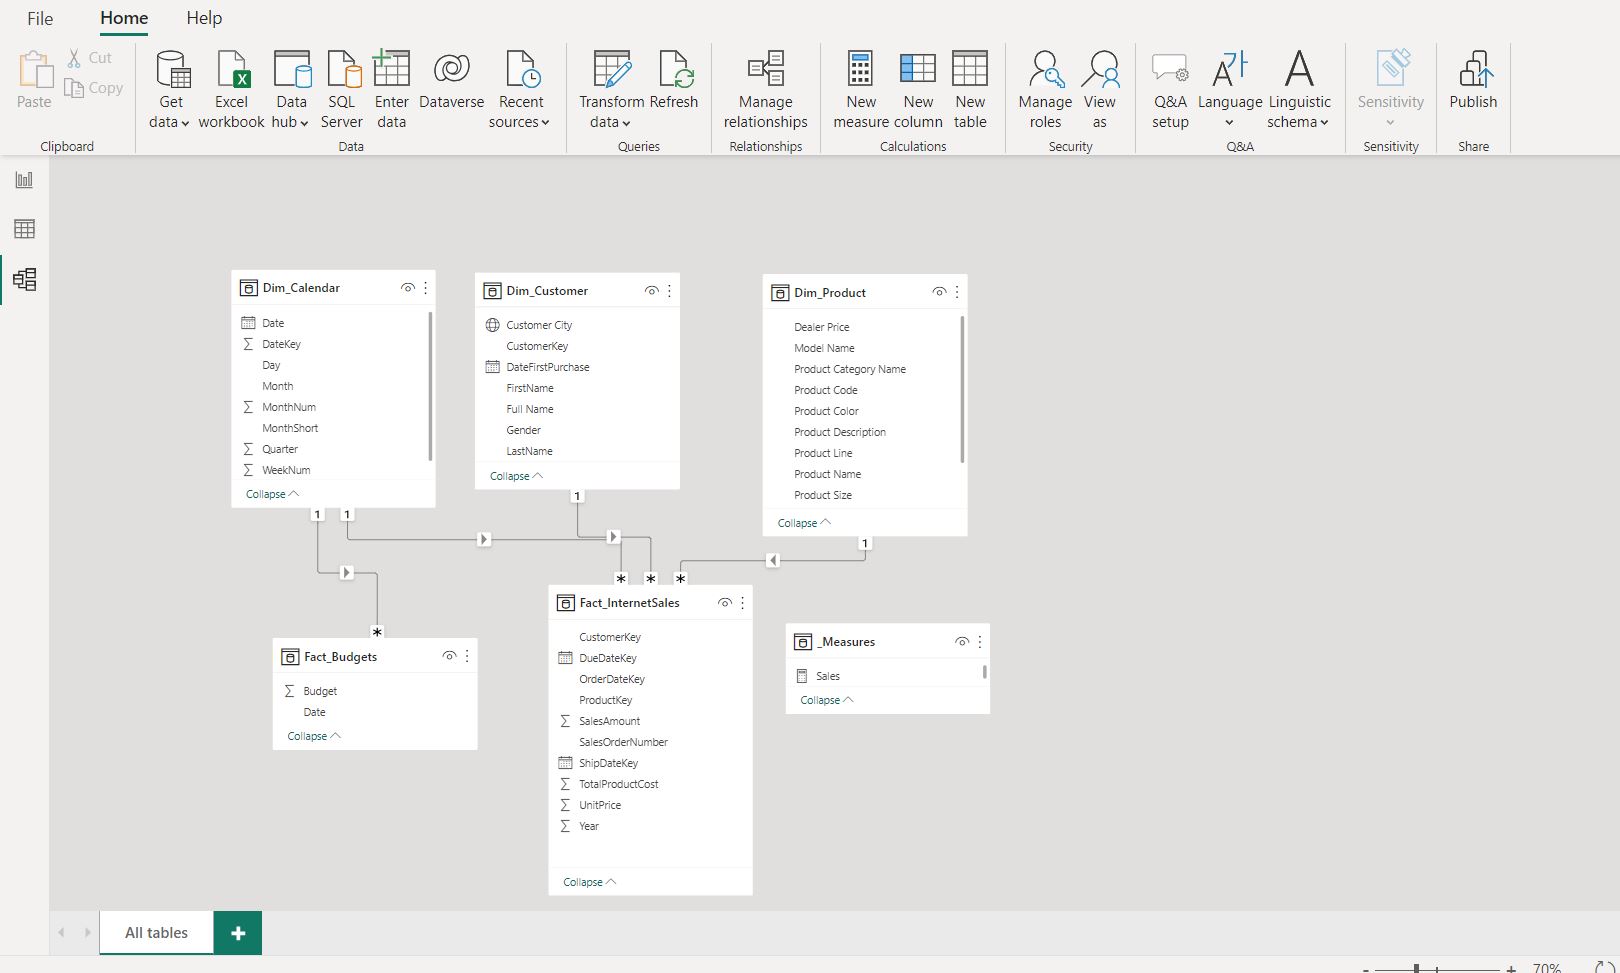 File Home Help
Paste
Cut
Copy
Clipboard
Get data
Excel workbook
Data hub
SQL Server
Enter data
Dataverse
Recent sources
Data
Transform data
Refresh
Queries
Manage relationships
Relationships
New measure
New column
New table
Calculations
Manage roles
View as
Security
Q&A setup
Language
Linguistic schema
Q&A
Sensitivity
Sensitivity
Publish
Share
Dim_Calendar
Date
DateKey
Day
Month
MonthNum
MonthShort
Quarter
WeekNum
Collapse
Dim_Customer
Customer City
CustomerKey
DateFirstPurchase
FirstName
Full Name
Gender
LastName
Collapse
Dim_Product
Dealer Price
Model Name
Product Category Name
Product Code
Product Color
Product Description
Product Line
Product Name
Product Size
Collapse
1
1
1
1
*
*
*
*
Fact_Budgets
Budget
Date
Collapse
Fact_InternetSales
CustomerKey
DueDateKey
OrderDateKey
ProductKey
SalesAmount
SalesOrderNumber
ShipDateKey
TotalProductCost
UnitPrice
Year
Collapse
_Measures
Sales
Collapse
All tables +
- + 70%